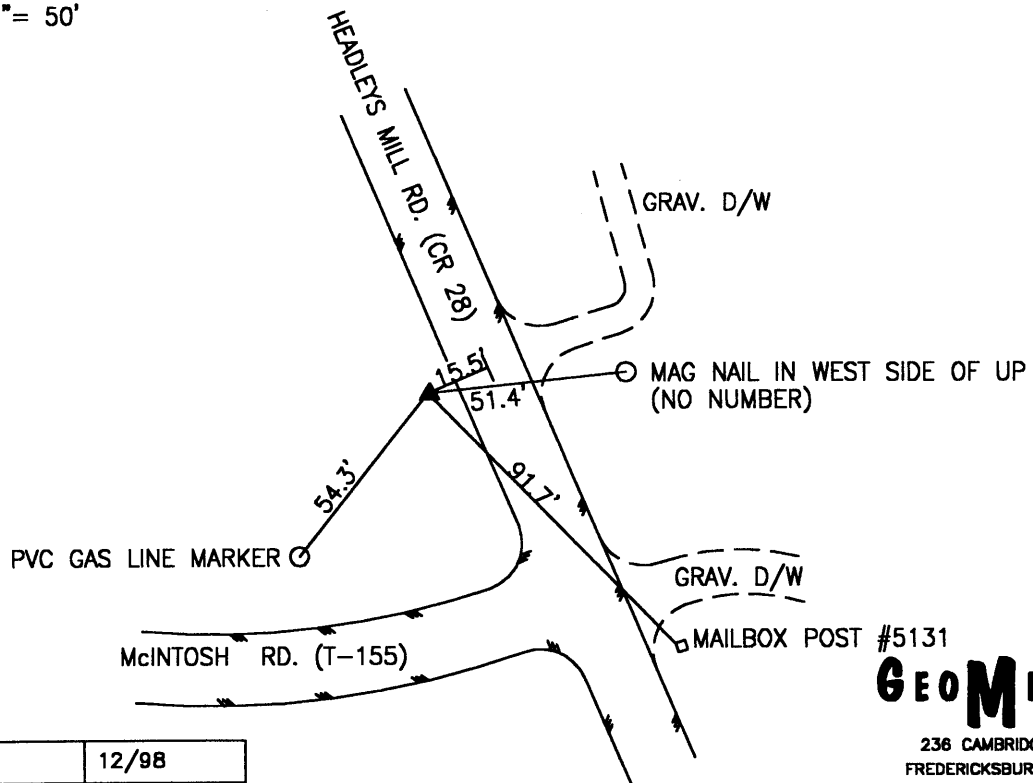 "= 50'
HEADLEYS MILL RD. (CR 28)
GRAV. D/W
15.5'
MAG NAIL IN WEST SIDE OF UP
(NO NUMBER)
51.4'
54.3'
91.7'
PVC GAS LINE MARKER
GRAV. D/W
MAILBOX POST #5131
McINTOSH RD. (T-155)
GEOM
236 CAMBRIDG
FREDERICKSBUR
12/98